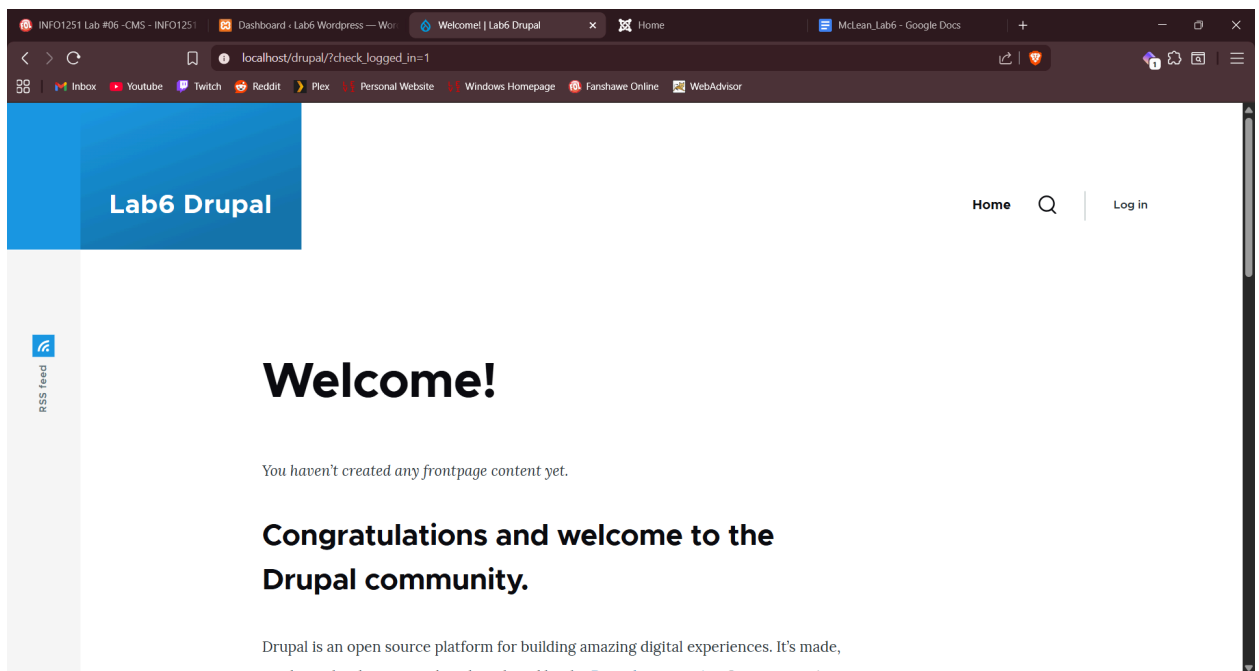 INFO1251 Lab #06 -CMS - INFO1251
Dashboard ‹ Lab6 Wordpress — Wor
Welcome! | Lab6 Drupal
Home
McLean_Lab6 - Google Docs
localhost/drupal/?check_logged_in=1
1
Inbox
Youtube
Twitch
Reddit
Plex
Personal Website
Windows Homepage
Fanshawe Online
WebAdvisor
Lab6 Drupal
Home
Log in
RSS feed
Welcome!
You haven’t created any frontpage content yet.
Congratulations and welcome to the
Drupal community.
Drupal is an open source platform for building amazing digital experiences. It’s made,